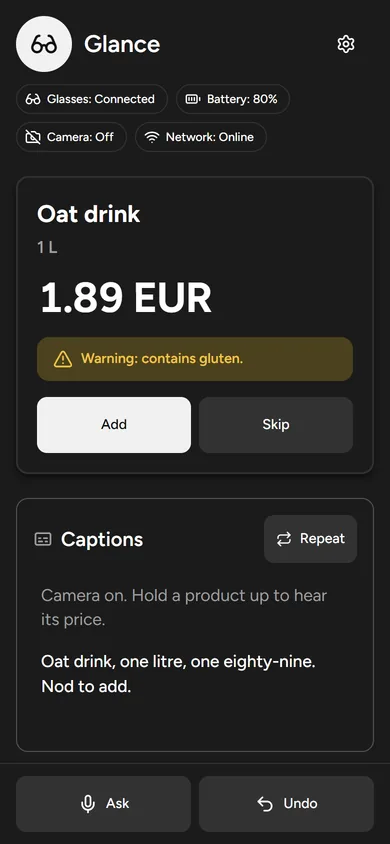 Glance
Glasses: Connected
Battery: 80%
Camera: Off
Network: Online
Oat drink
1 L
1.89 EUR
Warning: contains gluten.
Add
Skip
Captions
Repeat
Camera on. Hold a product up to hear
its price.
Oat drink, one litre, one eighty-nine.
Nod to add.
Ask
Undo